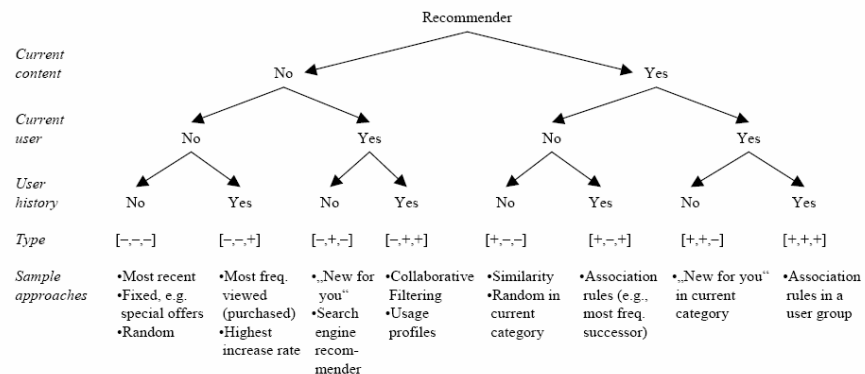 Recommender
Current
content
No
Yes
Current
user
No
Yes
No
Yes
User
history
No
Yes
No
Yes
No
Yes
No
Yes
Type
[–,–,–]
[–,–,+]
[–,+,–]
[–,+,+]
[+,–,–]
[+,–,+]
[+,+,–]
[+,+,+]
Sample
approaches
•Most recent
•Fixed, e.g.
special offers
•Random
•Most freq.
viewed
(purchased)
•Highest
increase rate
•„New for
you“
•Search
engine
recom-
mender
•Collaborative
Filtering
•Usage
profiles
•Similarity
•Random in
current
category
•Association
rules (e.g.,
most freq.
successor)
•„New for you“
in current
category
•Association
rules in a
user group